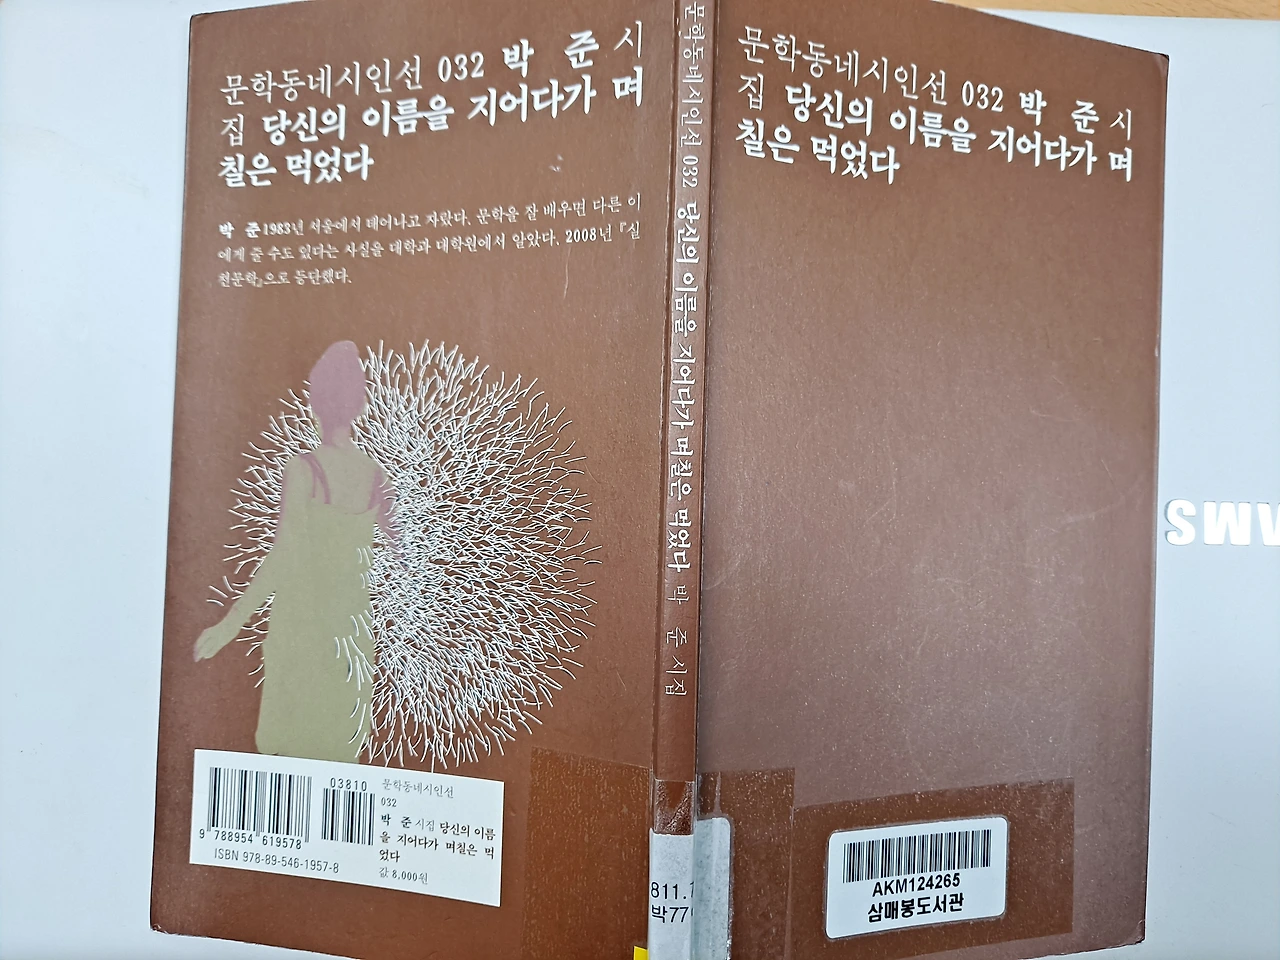 문학동네시인선 032 박 준 시
집 당신의 이름을 지어다가 며
칠은 먹었다
박 준 1983년 서울에서 태어나고 자랐다. 문학을 잘 배우면 다른 이
에게 줄 수도 있다는 사실을 대학과 대학원에서 알았다. 2008년 『실
천문학』으로 등단했다.
03810
9 788954 619578
ISBN 978-89-546-1957-8
문학동네시인선
032
박 준 시집 당신의 이름
을 지어다가 며칠은 먹
었다
값 8,000원
문학동네시인선 032 당신의 이름을 지어다가 며칠은 먹었다 박 준 시집
811.
박77
문학동네시인선 032 박 준 시
집 당신의 이름을 지어다가 며
칠은 먹었다
AKM124265
삼매봉도서관